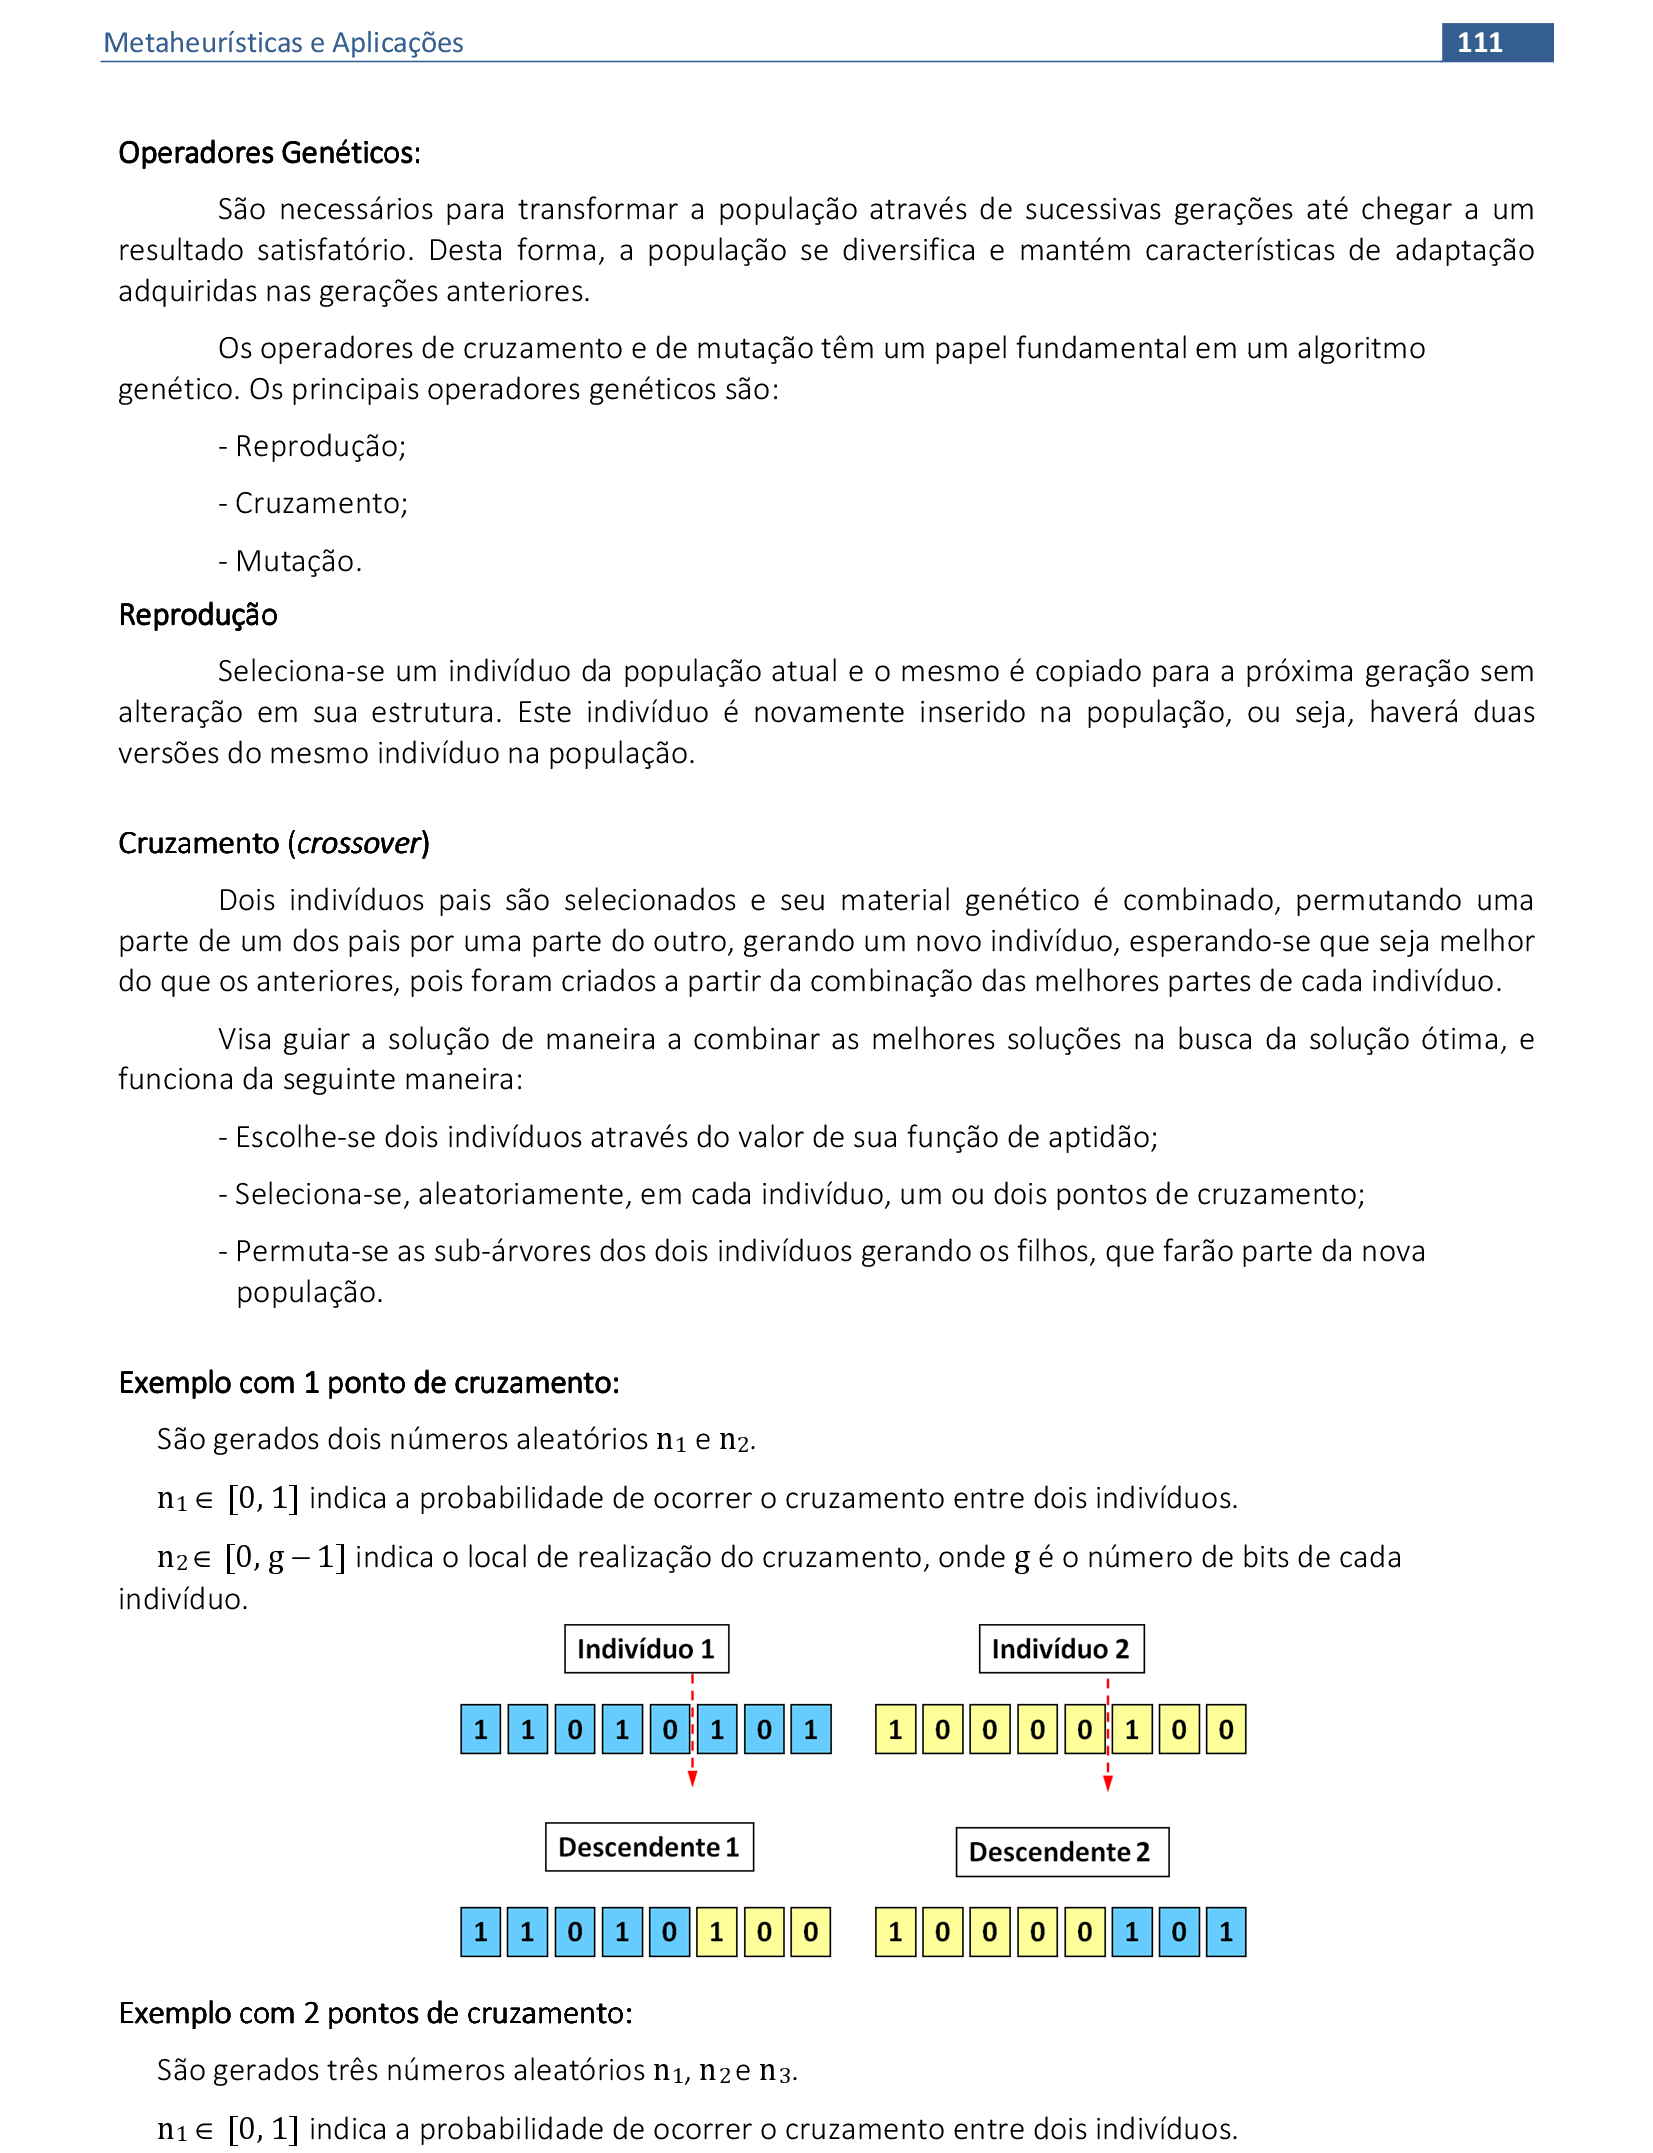 Metaheurísticas e Aplicações 111
Operadores Genéticos:
São necessários para transformar a população através de sucessivas gerações até chegar a um
resultado satisfatório. Desta forma, a população se diversifica e mantém características de adaptação
adquiridas nas gerações anteriores.
Os operadores de cruzamento e de mutação têm um papel fundamental em um algoritmo
genético. Os principais operadores genéticos são:
- Reprodução;
- Cruzamento;
- Mutação.
Reprodução
Seleciona-se um indivíduo da população atual e o mesmo é copiado para a próxima geração sem
alteração em sua estrutura. Este indivíduo é novamente inserido na população, ou seja, haverá duas
versões do mesmo indivíduo na população.
Cruzamento (crossover)
Dois indivíduos pais são selecionados e seu material genético é combinado, permutando uma
parte de um dos pais por uma parte do outro, gerando um novo indivíduo, esperando-se que seja melhor
do que os anteriores, pois foram criados a partir da combinação das melhores partes de cada indivíduo.
Visa guiar a solução de maneira a combinar as melhores soluções na busca da solução ótima, e
funciona da seguinte maneira:
- Escolhe-se dois indivíduos através do valor de sua função de aptidão;
- Seleciona-se, aleatoriamente, em cada indivíduo, um ou dois pontos de cruzamento;
- Permuta-se as sub-árvores dos dois indivíduos gerando os filhos, que farão parte da nova
população.
Exemplo com 1 ponto de cruzamento:
São gerados dois números aleatórios n₁ e n₂.
n₁ ∈ [0, 1] indica a probabilidade de ocorrer o cruzamento entre dois indivíduos.
n₂ ∈ [0, g – 1] indica o local de realização do cruzamento, onde g é o número de bits de cada
indivíduo.
Indivíduo 1 Indivíduo 2
1 1 0 1 0 1 0 1 1 0 0 0 0 1 0 0
Descendente 1 Descendente 2
1 1 0 1 0 1 0 0 1 0 0 0 0 1 0 1
Exemplo com 2 pontos de cruzamento:
São gerados três números aleatórios n₁, n₂ e n₃.
n₁ ∈ [0, 1] indica a probabilidade de ocorrer o cruzamento entre dois indivíduos.